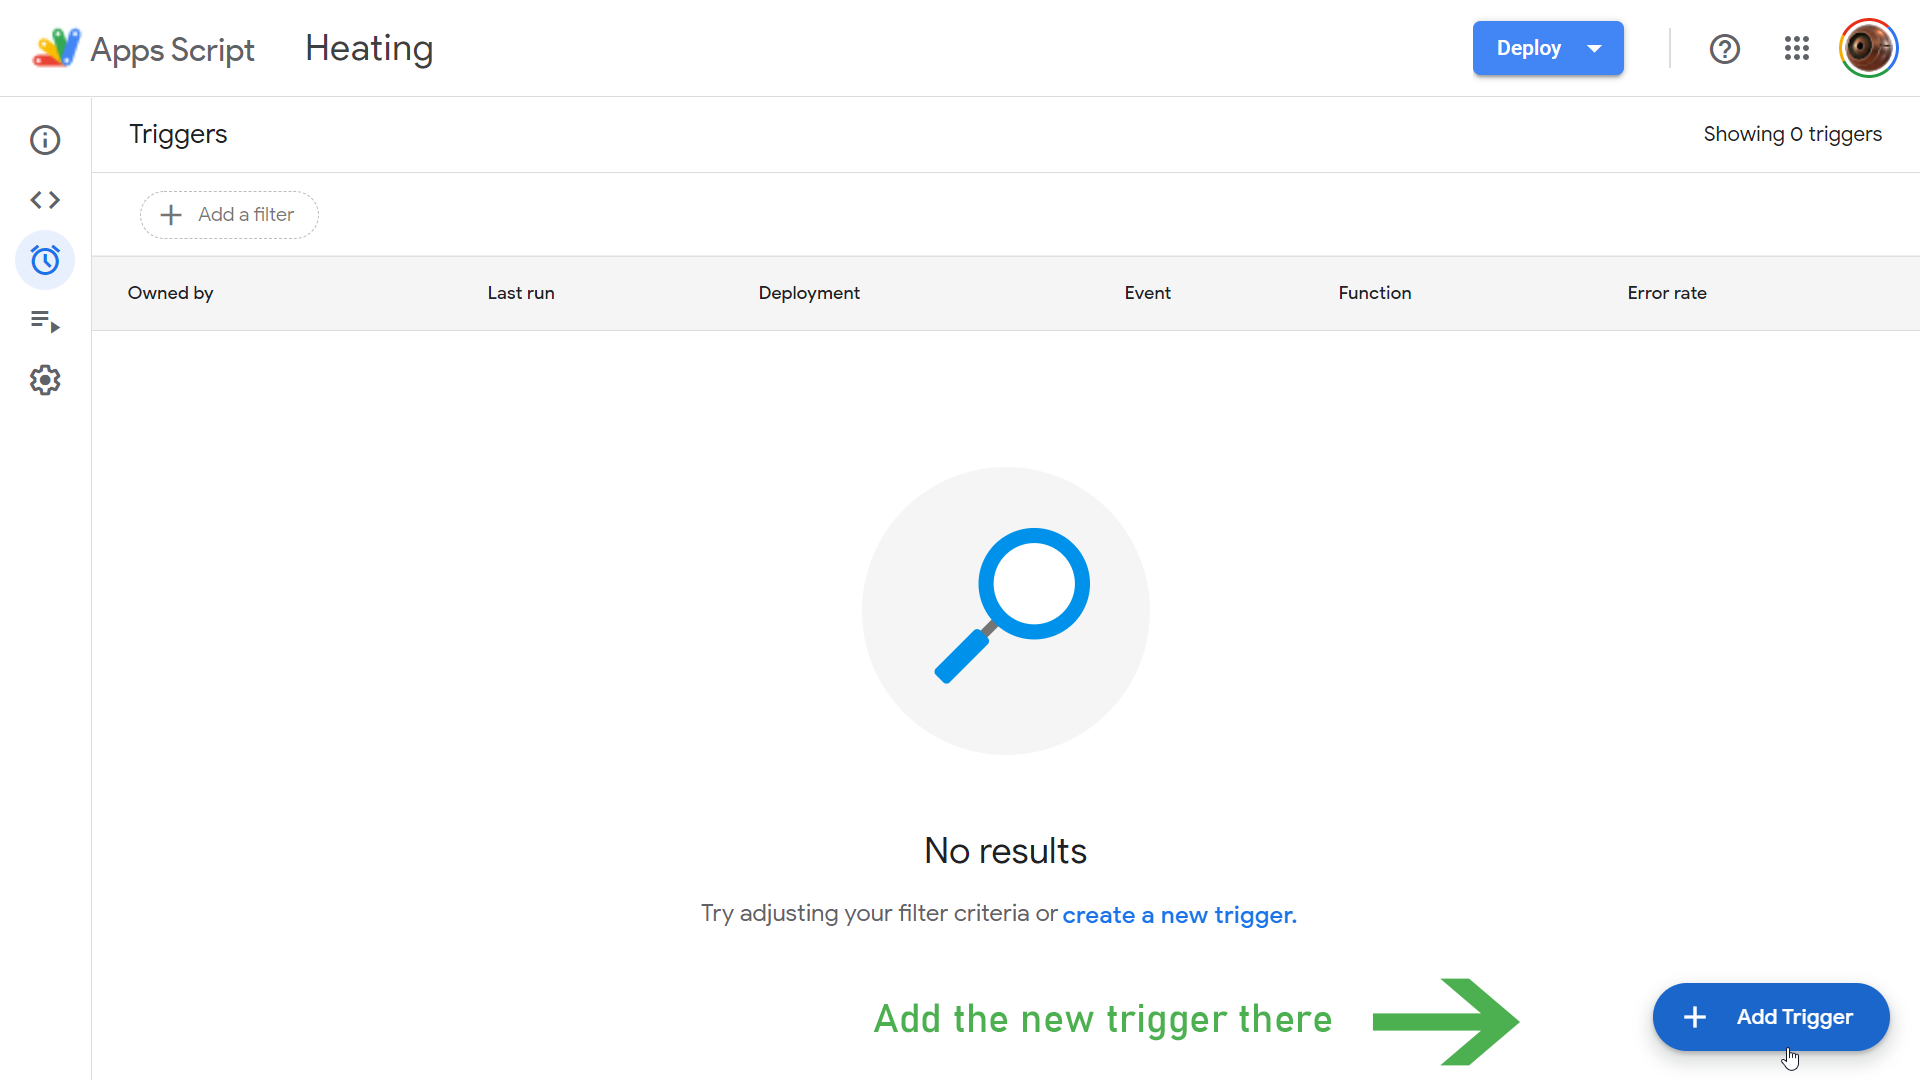 Apps Script
Heating
Deploy
Triggers
Showing 0 triggers
Add a filter
Owned by
Last run
Deployment
Event
Function
Error rate
No results
Try adjusting your filter criteria or create a new trigger.
Add the new trigger there
Add Trigger